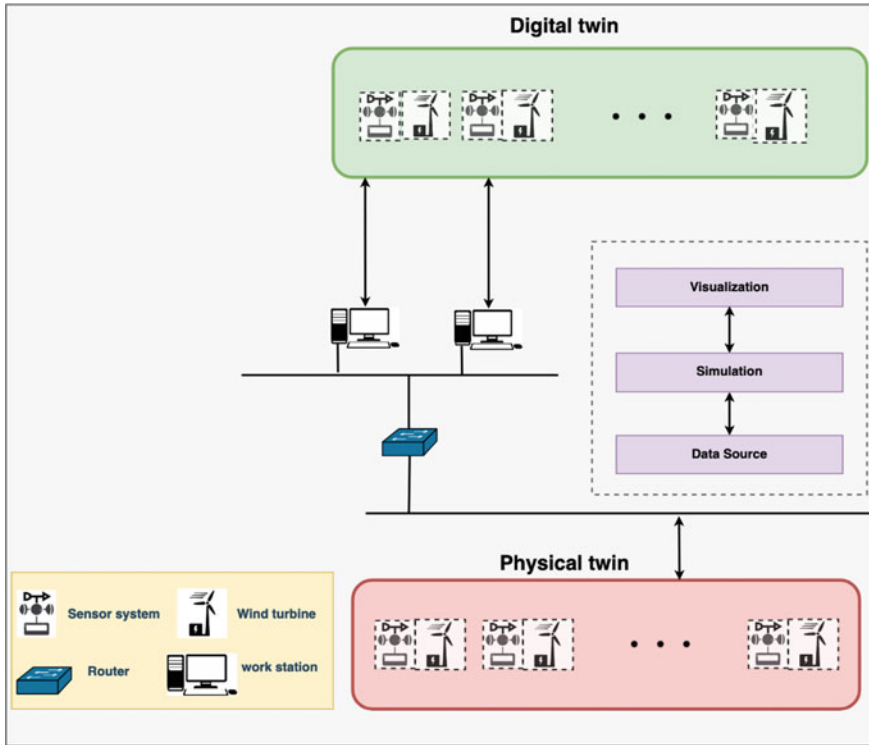 Digital twin
Visualization
Simulation
Data Source
Physical twin
Sensor system
Wind turbine
Router
work station